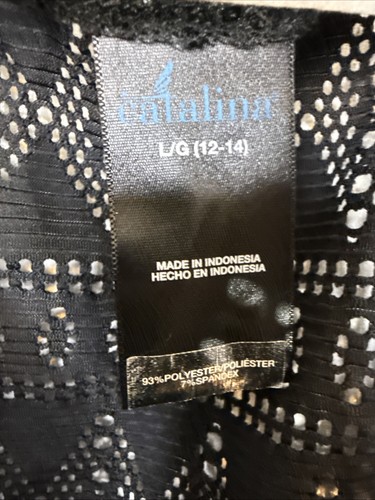 catalina
L/G (12-14)
MADE IN INDONESIA
HECHO EN INDONESIA
93%POLYESTER/POLIÉSTER
7%SPANDEX